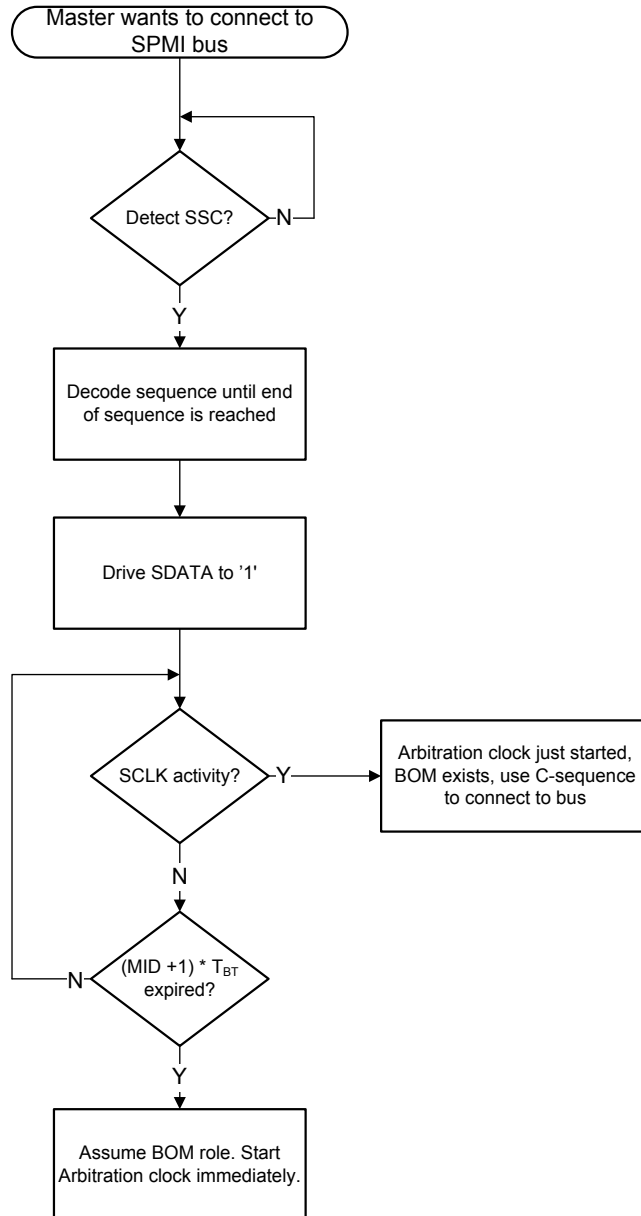 Master wants to connect to
SPMI bus
Detect SSC?
N
Y
Decode sequence until end
of sequence is reached
Drive SDATA to ’1'
SCLK activity?
Y
Arbitration clock just started,
BOM exists, use C-sequence
to connect to bus
N
(MID +1) * TBT
expired?
N
Y
Assume BOM role. Start
Arbitration clock immediately.